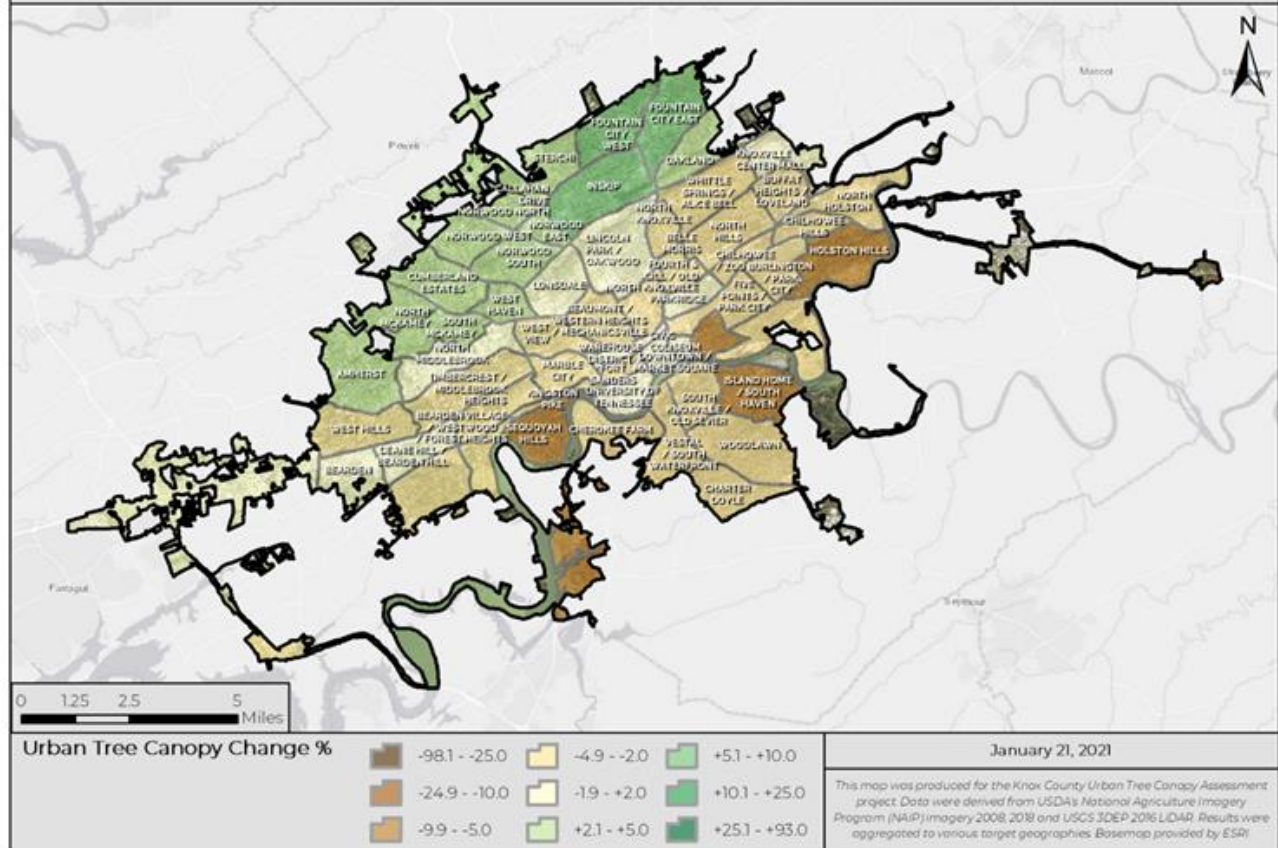 N
Mascot
Powell
FOUNTAIN
CITY EAST
FOUNTAIN
CITY
WEST
STERCHI
OAKLAND
KNOXVILLE
CENTER MALL
INSKIP
WHITTLE
SPRINGS /
ALICE BELL
BUFFAT
HEIGHTS /
LOVELAND
CALLAHAN
DRIVE
NORWOOD NORTH
NORTH
HOLSTON
NORTH
KNOXVILLE
CHILHOWEE
HILLS
NORWOOD WEST
NORWOOD
EAST
LINCOLN
PARK /
OAKWOOD
BELLE
MORRIS
NORTH
HILLS
HOLSTON HILLS
NORWOOD
SOUTH
FOURTH &
GILL / OLD
NORTH KNOXVILLE
CHILHOWEE
/ ZOO
BURLINGTON
/ PARK
CITY
CUMBERLAND
ESTATES
LONSDALE
PARKRIDGE
FIVE
POINTS /
PARK CITY
WEST
HAVEN
NORTH
MCKAMEY
SOUTH
MCKAMEY
WEST
VIEW
BEAUMONT /
WESTERN HEIGHTS
/ MECHANICSVILLE
CIVIC
COLISEUM
NORTH
MIDDLEBROOK
WAREHOUSE
DISTRICT
DOWNTOWN /
MARKET SQUARE
AMHERST
TIMBERCREST /
MIDDLEBROOK
HEIGHTS
MARBLE
CITY
FORT
SANDERS
UNIVERSITY OF
TENNESSEE
ISLAND HOME
/ SOUTH
HAVEN
KINGSTON
PIKE
SOUTH
KNOXVILLE /
OLD SEVIER
WEST HILLS
BEARDEN VILLAGE
/ WESTWOOD
/ FOREST HEIGHTS
SEQUOYAH
HILLS
CHEROKEE FARM
VESTAL
/ SOUTH
WATERFRONT
WOODLAWN
BEARDEN
DEANE HILL /
BEARDEN HILL
CHARTER
DOYLE
Farragut
Seymour
0 1.25 2.5 5
Miles
Urban Tree Canopy Change %
-98.1 - -25.0
-24.9 - -10.0
-9.9 - -5.0
-4.9 - -2.0
-1.9 - +2.0
+2.1 - +5.0
+5.1 - +10.0
+10.1 - +25.0
+25.1 - +93.0
January 21, 2021
This map was produced for the Knox County Urban Tree Canopy Assessment
project. Data were derived from USDA's National Agriculture Imagery
Program (NAIP) imagery 2008, 2018 and USGS 3DEP 2016 LiDAR. Results were
aggregated to various target geographies. Basemap provided by ESRI